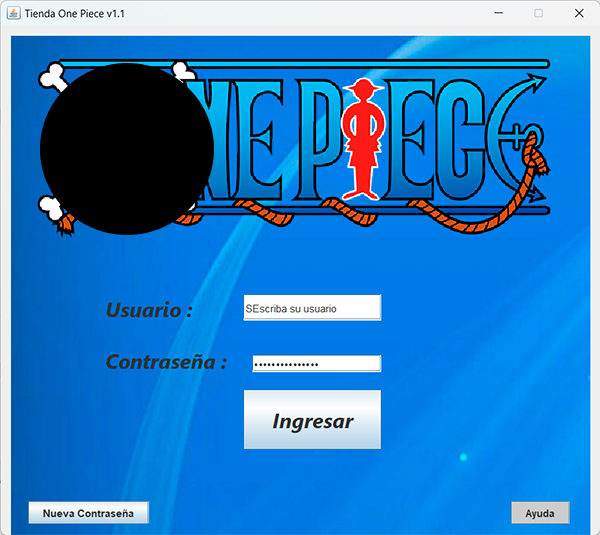 Tienda One Piece v1.1
NE PIECE
Usuario :
SEscriba su usuario
Contraseña :
Ingresar
Nueva Contraseña
Ayuda